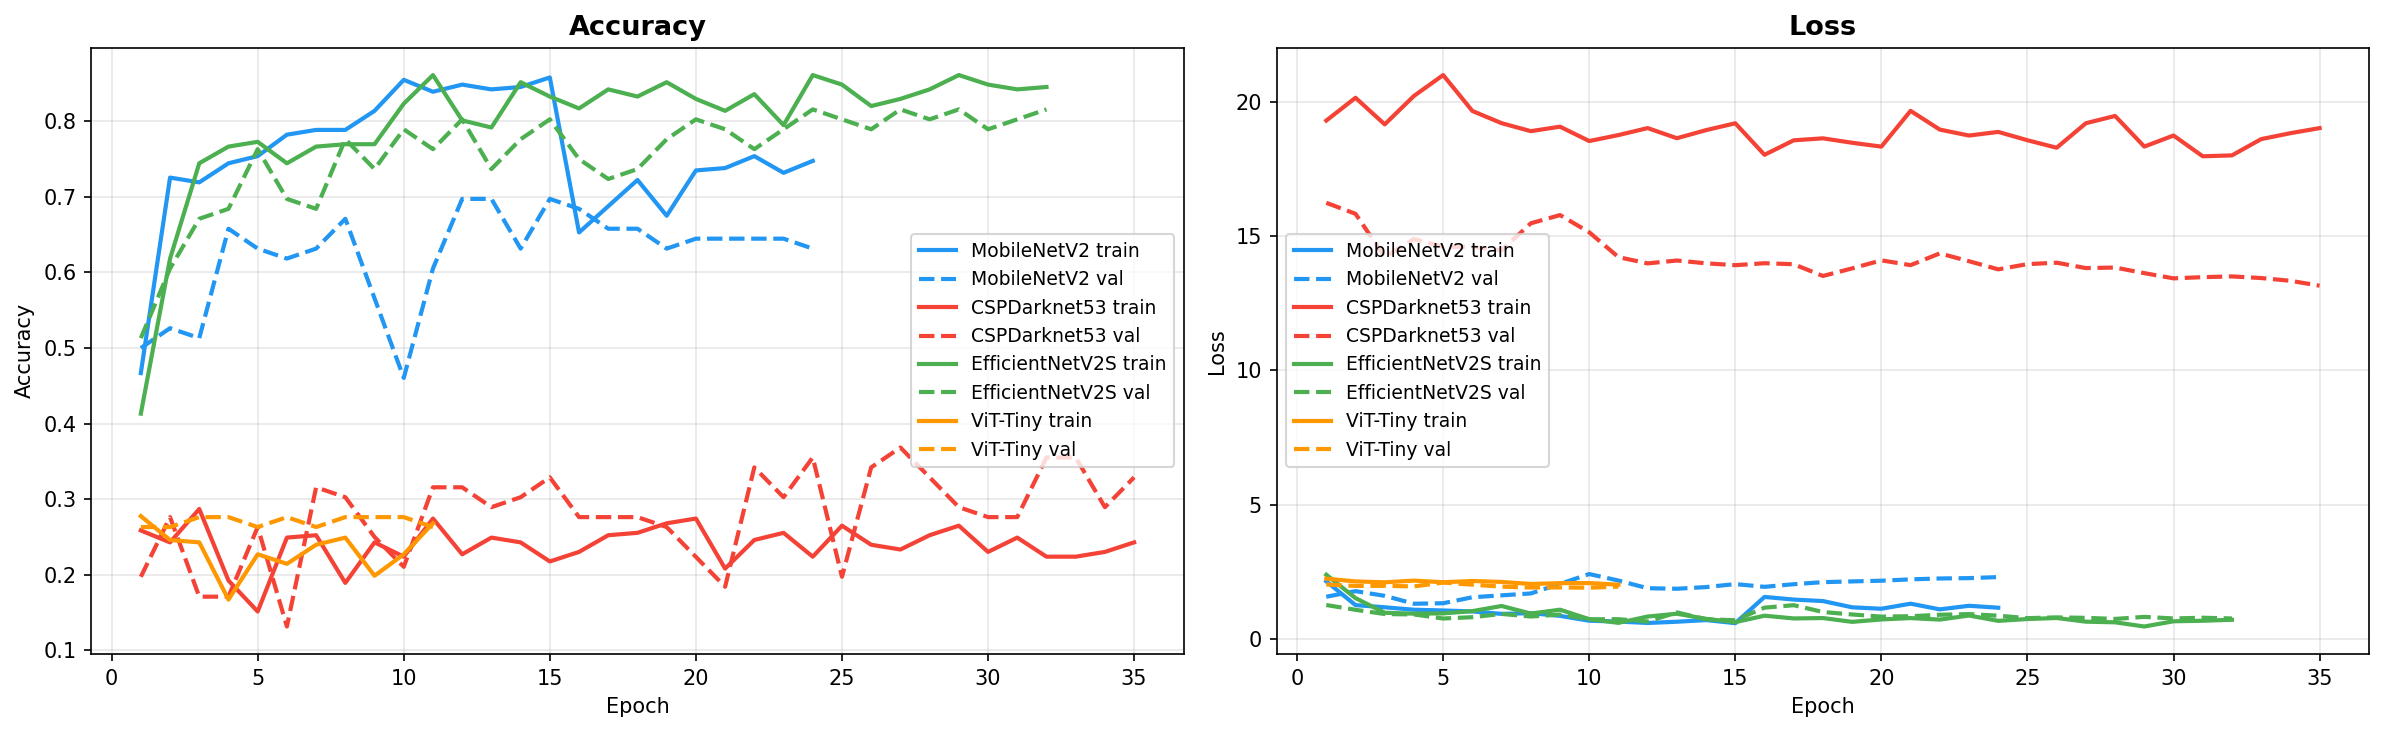 Accuracy
Accuracy
0.8
0.7
0.6
0.5
0.4
0.3
0.2
0.1
MobileNetV2 train
MobileNetV2 val
CSPDarknet53 train
CSPDarknet53 val
EfficientNetV2S train
EfficientNetV2S val
ViT-Tiny train
ViT-Tiny val
0 5 10 15 20 25 30 35
Epoch
Loss
Loss
20
15
10
5
0
MobileNetV2 train
MobileNetV2 val
CSPDarknet53 train
CSPDarknet53 val
EfficientNetV2S train
EfficientNetV2S val
ViT-Tiny train
ViT-Tiny val
0 5 10 15 20 25 30 35
Epoch